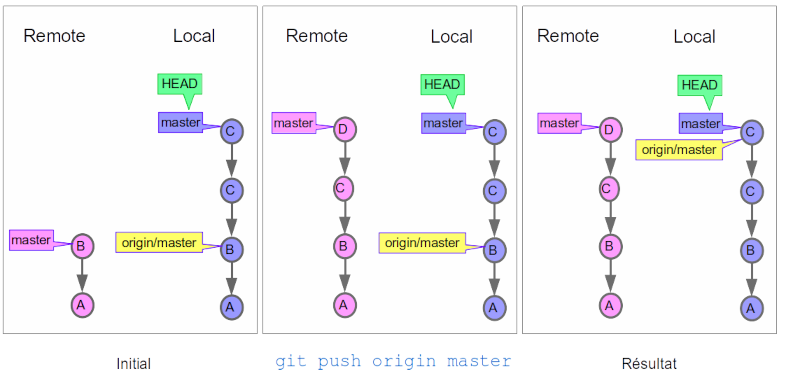 Remote Local
HEAD
master
C
C
master
B
origin/master
B
A
A
Initial
Remote Local
HEAD
master
D
master
C
C
C
B
origin/master
B
A
A
git push origin master
Remote Local
HEAD
master
D
master
C
origin/master
C
C
B
B
A
A
Résultat